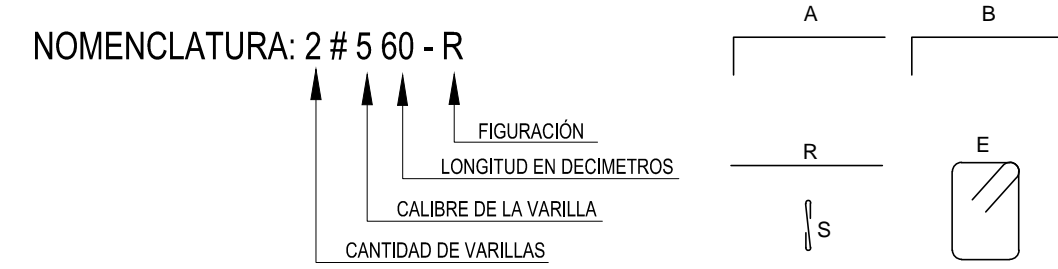 NOMENCLATURA: 2 # 5 60 - R
FIGURACIÓN
LONGITUD EN DECIMETROS
CALIBRE DE LA VARILLA
CANTIDAD DE VARILLAS
A
B
R
E
S